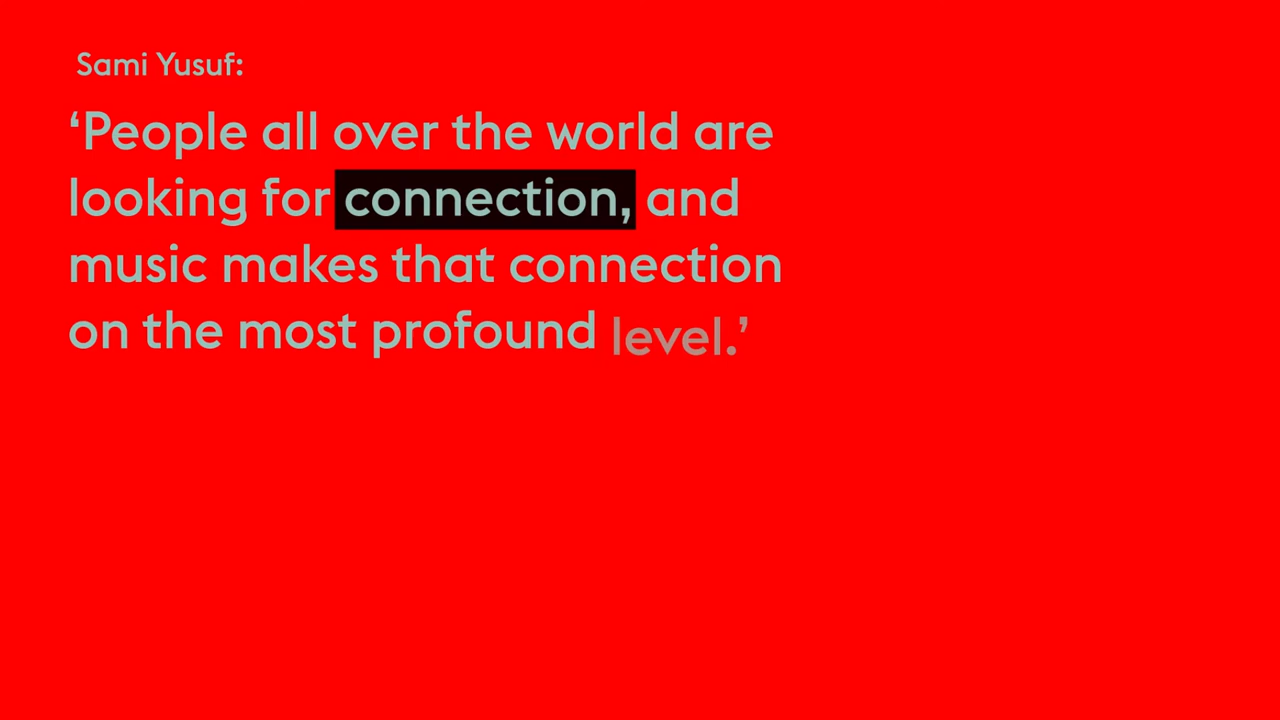 Sami Yusuf:
‘People all over the world are
looking for connection, and
music makes that connection
on the most profound level.’